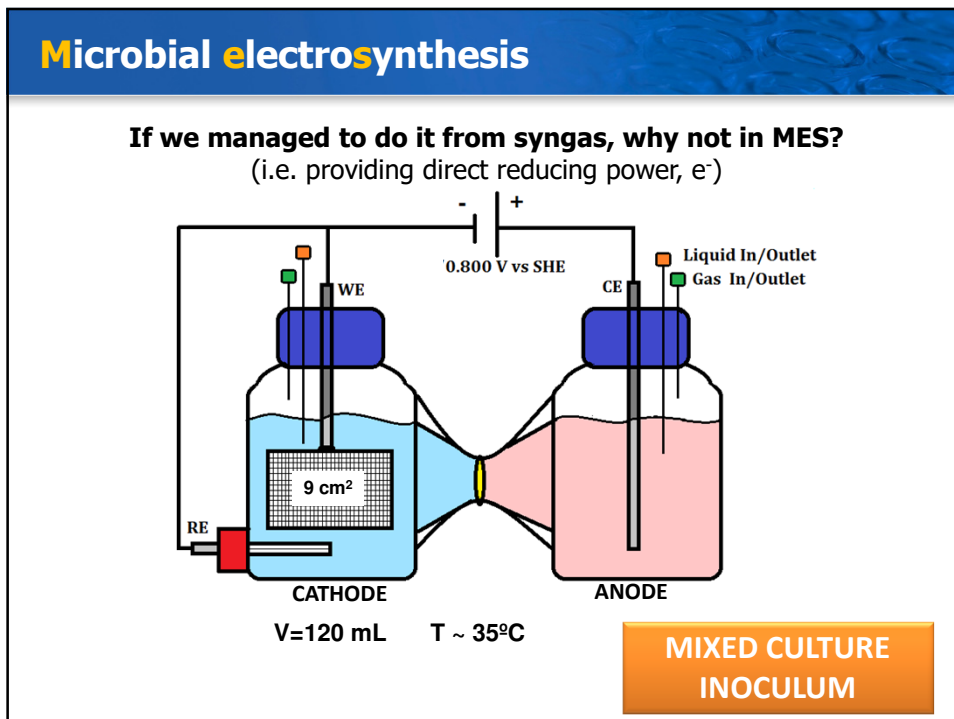 Microbial electrosynthesis
If we managed to do it from syngas, why not in MES?
(i.e. providing direct reducing power, e⁻)
- +
'0.800 V vs SHE
WE
CE
Liquid In/Outlet
Gas In/Outlet
9 cm²
RE
CATHODE
ANODE
V=120 mL T ~ 35ºC
MIXED CULTURE
INOCULUM